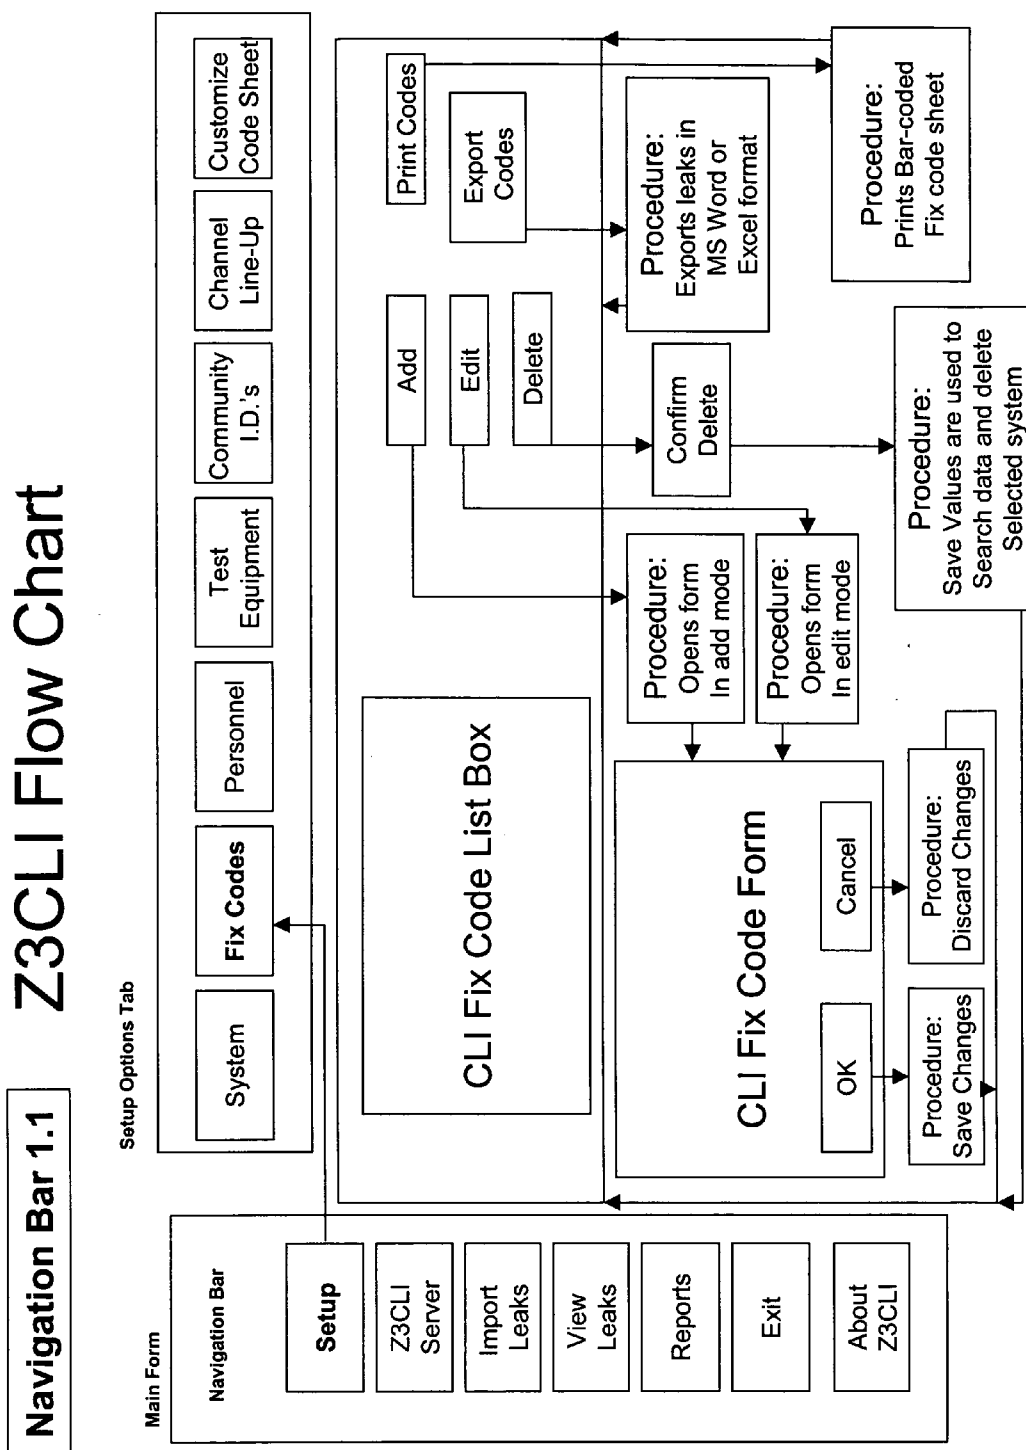 Navigation Bar 1.1
Z3CLI Flow Chart
Main Form
Navigation Bar
Setup
Z3CLI
Server
Import
Leaks
View
Leaks
Reports
Exit
About
Z3CLI
Setup Options Tab
System
Fix Codes
Personnel
Test
Equipment
Community
I.D.'s
Channel
Line-Up
Customize
Code Sheet
CLI Fix Code List Box
Add
Edit
Delete
Print Codes
Export
Codes
CLI Fix Code Form
OK
Cancel
Procedure:
Save Changes
Procedure:
Discard Changes
Procedure:
Opens form
In add mode
Procedure:
Opens form
In edit mode
Confirm
Delete
Procedure:
Save Values are used to
Search data and delete
Selected system
Procedure:
Exports leaks in
MS Word or
Excel format
Procedure:
Prints Bar-coded
Fix code sheet